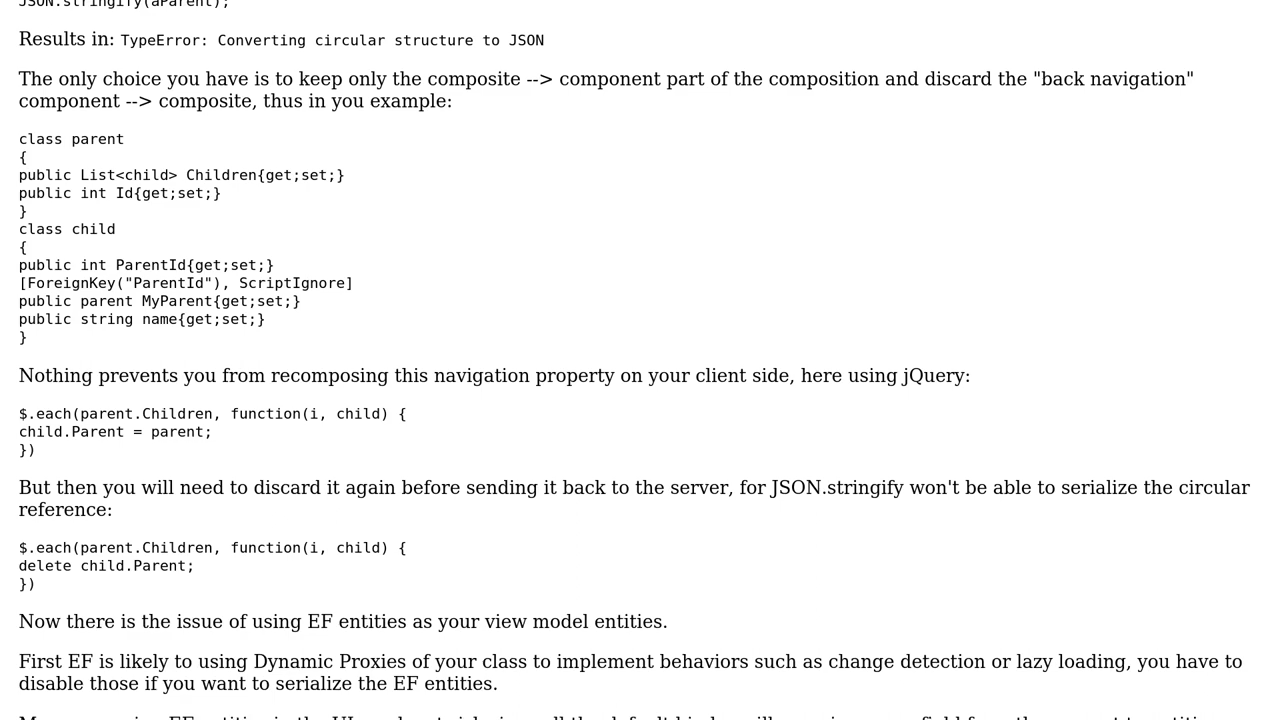 JSON.stringify(aParent);
Results in: TypeError: Converting circular structure to JSON
The only choice you have is to keep only the composite --> component part of the composition and discard the "back navigation"
component --> composite, thus in you example:
class parent
{
public List<child> Children{get;set;}
public int Id{get;set;}
}
class child
{
public int ParentId{get;set;}
[ForeignKey("ParentId"), ScriptIgnore]
public parent MyParent{get;set;}
public string name{get;set;}
}
Nothing prevents you from recomposing this navigation property on your client side, here using jQuery:
$.each(parent.Children, function(i, child) {
child.Parent = parent;
})
But then you will need to discard it again before sending it back to the server, for JSON.stringify won't be able to serialize the circular
reference:
$.each(parent.Children, function(i, child) {
delete child.Parent;
})
Now there is the issue of using EF entities as your view model entities.
First EF is likely to using Dynamic Proxies of your class to implement behaviors such as change detection or lazy loading, you have to
disable those if you want to serialize the EF entities.